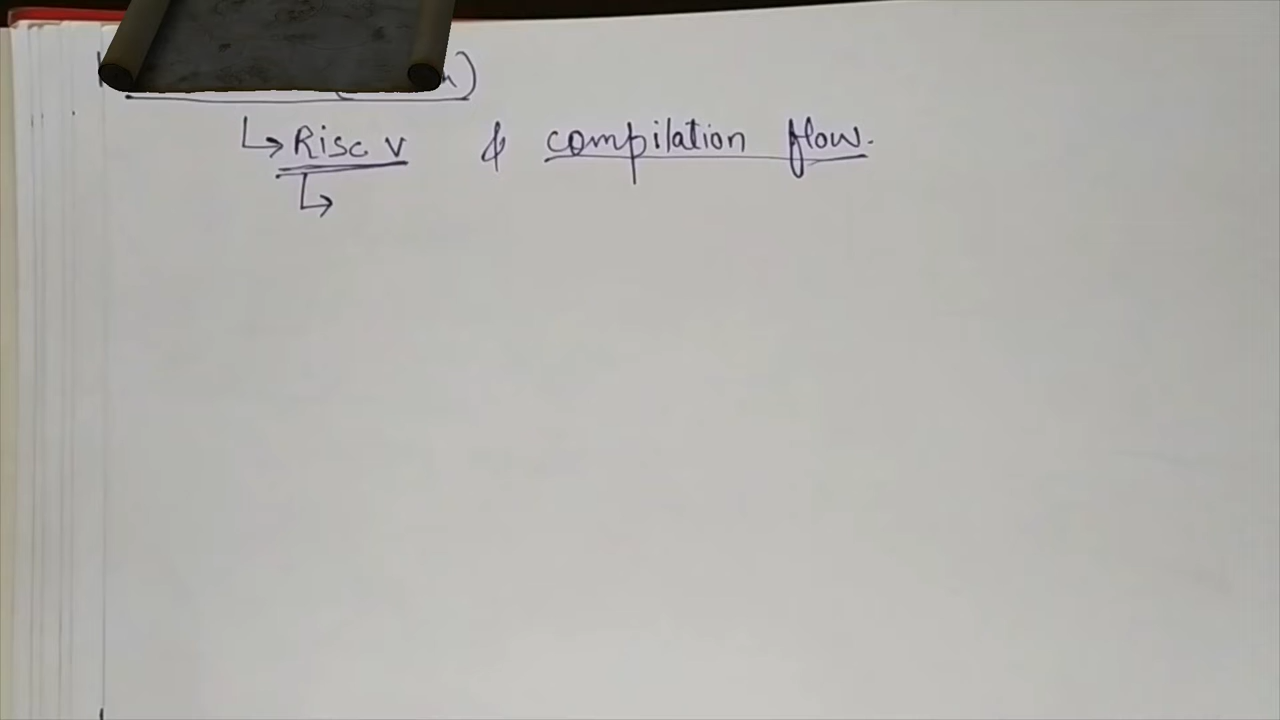 ↳ Risc v & compilation flow.
↳